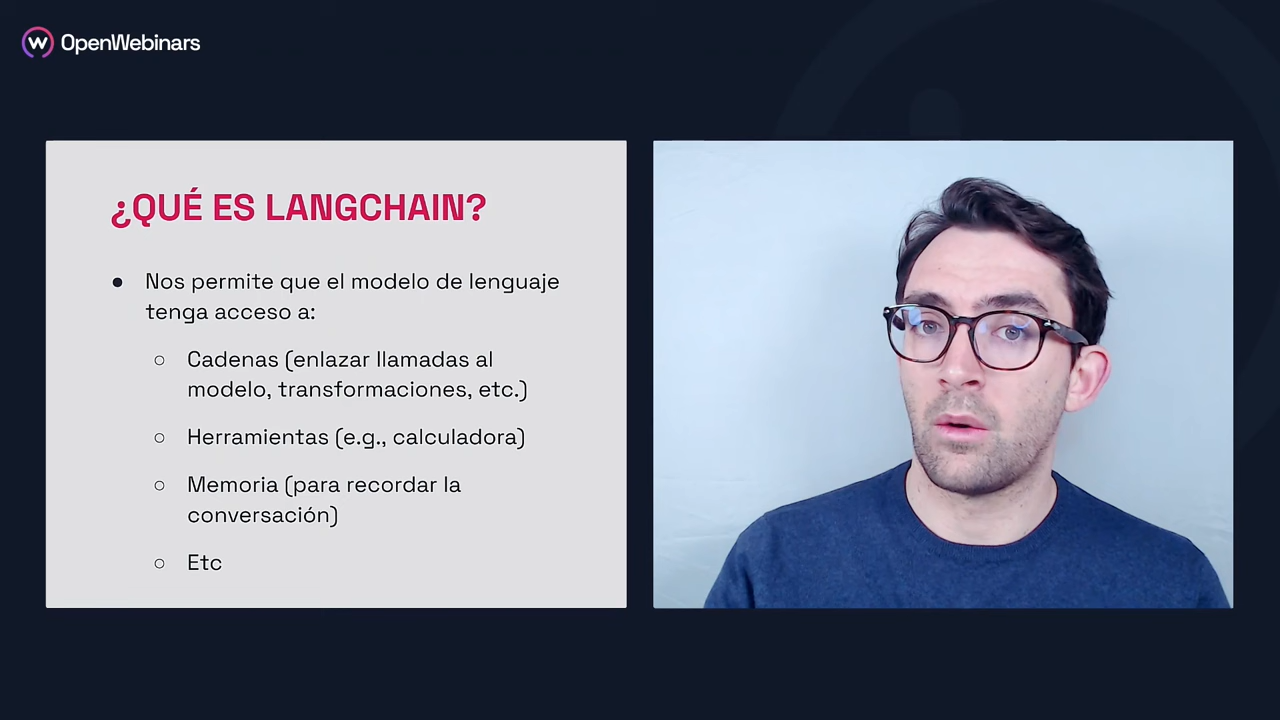 OpenWebinars
¿QUÉ ES LANGCHAIN?
● Nos permite que el modelo de lenguaje
tenga acceso a:
○ Cadenas (enlazar llamadas al
modelo, transformaciones, etc.)
○ Herramientas (e.g., calculadora)
○ Memoria (para recordar la
conversación)
○ Etc